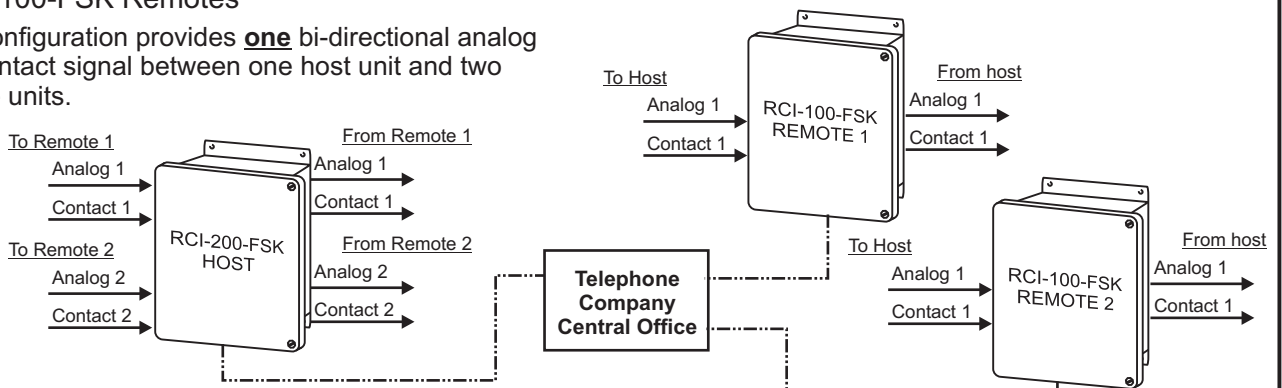 100-FSK Remotes
onfiguration provides one bi-directional analog
ontact signal between one host unit and two
units.
To Remote 1
Analog 1
Contact 1
To Remote 2
Analog 2
Contact 2
RCI-200-FSK
HOST
From Remote 1
Analog 1
Contact 1
From Remote 2
Analog 2
Contact 2
Telephone
Company
Central Office
To Host
Analog 1
Contact 1
RCI-100-FSK
REMOTE 1
From host
Analog 1
Contact 1
To Host
Analog 1
Contact 1
RCI-100-FSK
REMOTE 2
From host
Analog 1
Contact 1